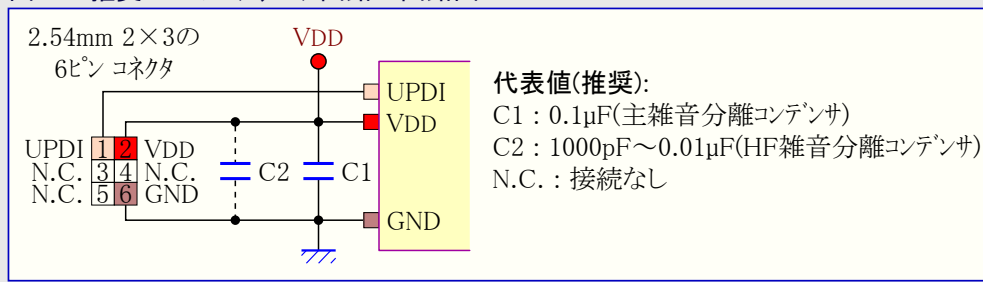 2.54mm 2×3の
6ピン コネクタ
VDD
UPDI
VDD
GND
UPDI 1 2 VDD
N.C. 3 4 N.C.
N.C. 5 6 GND
C2
C1
代表値(推奨):
C1 : 0.1µF(主雑音分離コンデンサ)
C2 : 1000pF～0.01µF(HF雑音分離コンデンサ)
N.C. : 接続なし